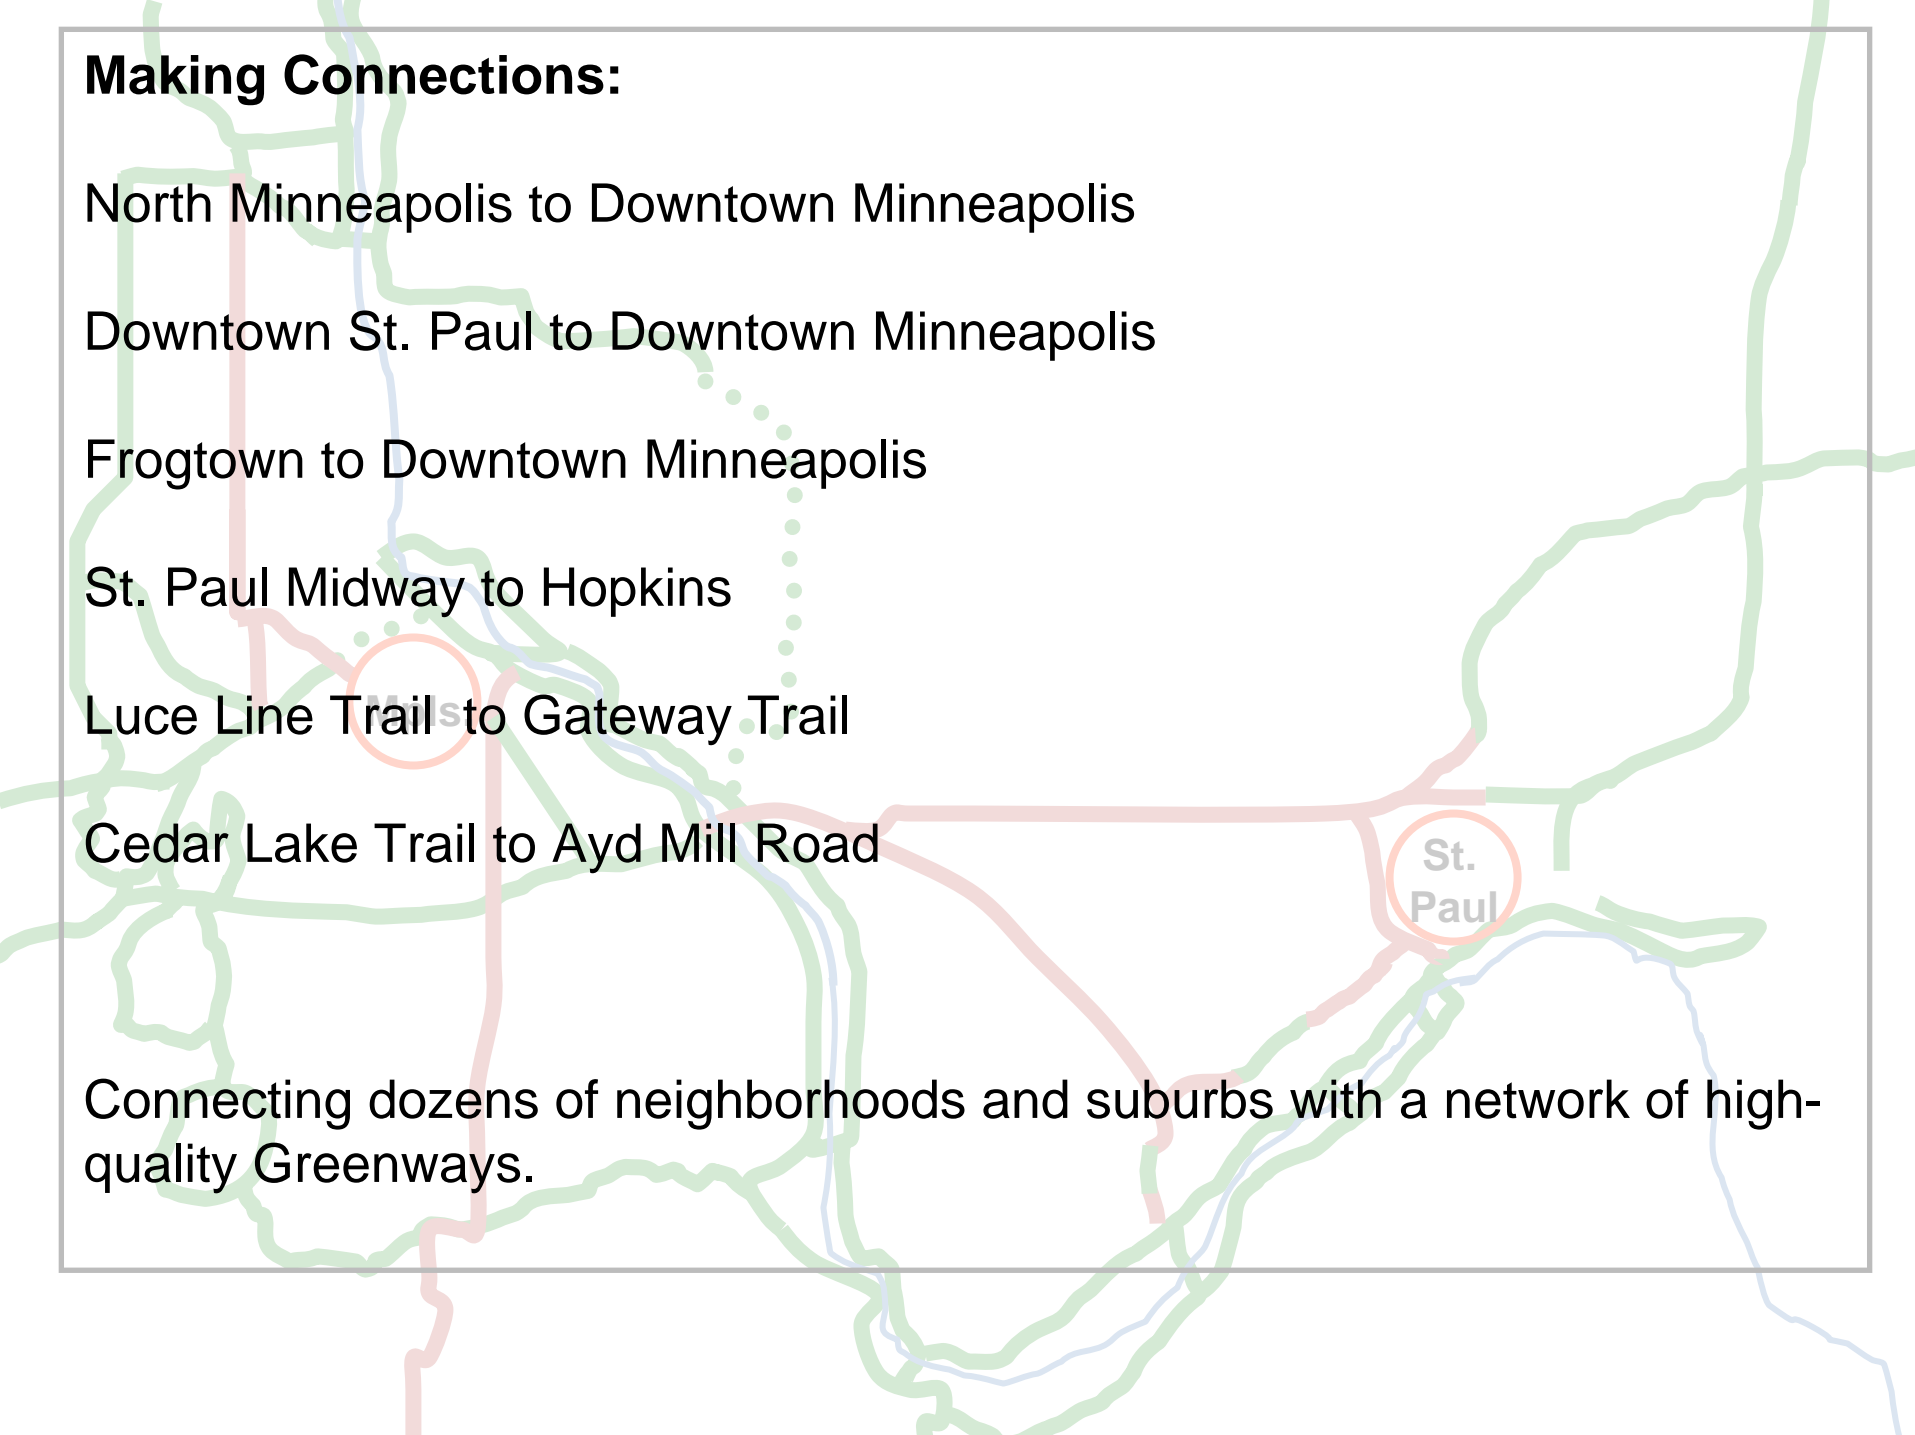 Making Connections:
North Minneapolis to Downtown Minneapolis
Downtown St. Paul to Downtown Minneapolis
Frogtown to Downtown Minneapolis
St. Paul Midway to Hopkins
Luce Line Trail to Gateway Trail
Mpls.
Cedar Lake Trail to Ayd Mill Road
St.
Paul
Connecting dozens of neighborhoods and suburbs with a network of high-
quality Greenways.